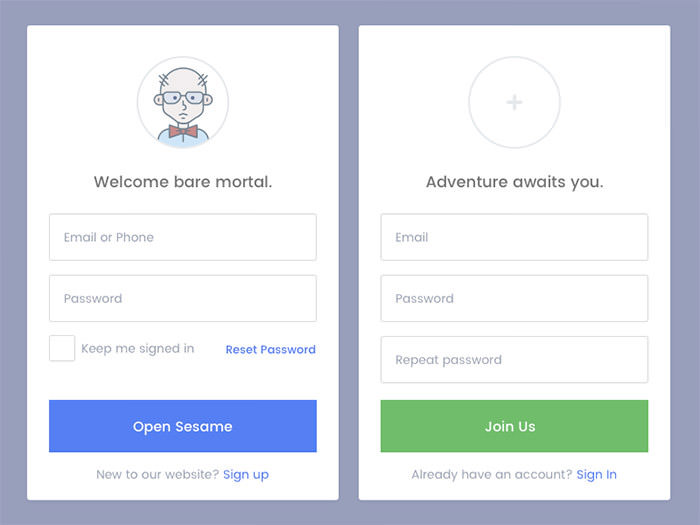 Welcome bare mortal.
Email or Phone
Password
Keep me signed in
Reset Password
Open Sesame
New to our website? Sign up
Adventure awaits you.
Email
Password
Repeat password
Join Us
Already have an account? Sign In